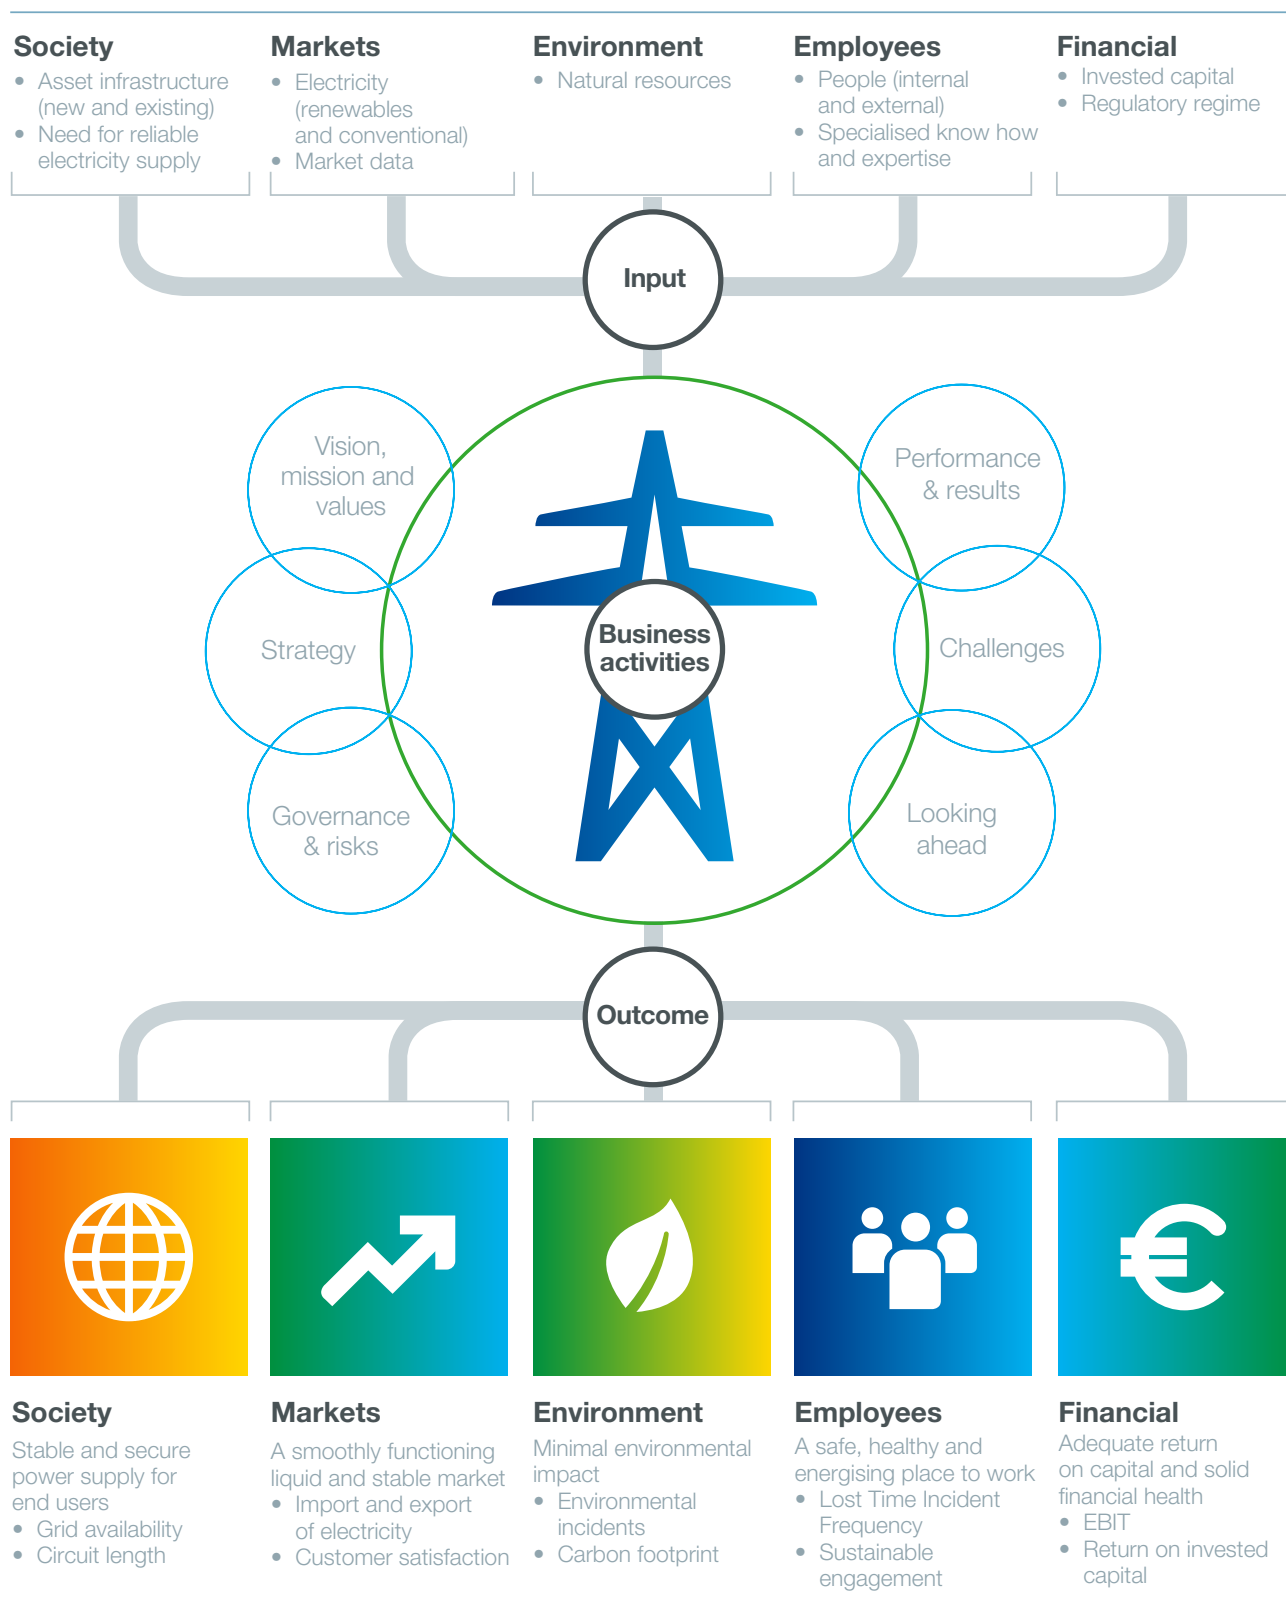 Society
• Asset infrastructure
(new and existing)
• Need for reliable
electricity supply
Markets
• Electricity
(renewables
and conventional)
• Market data
Environment
• Natural resources
Employees
• People (internal
and external)
• Specialised know how
and expertise
Financial
• Invested capital
• Regulatory regime
Input
Vision,
mission and
values
Strategy
Governance
& risks
Business
activities
Performance
& results
Challenges
Looking
ahead
Outcome
Society
Stable and secure
power supply for
end users
• Grid availability
• Circuit length
Markets
A smoothly functioning
liquid and stable market
• Import and export
of electricity
• Customer satisfaction
Environment
Minimal environmental
impact
• Environmental
incidents
• Carbon footprint
Employees
A safe, healthy and
energising place to work
• Lost Time Incident
Frequency
• Sustainable
engagement
Financial
Adequate return
on capital and solid
financial health
• EBIT
• Return on invested
capital